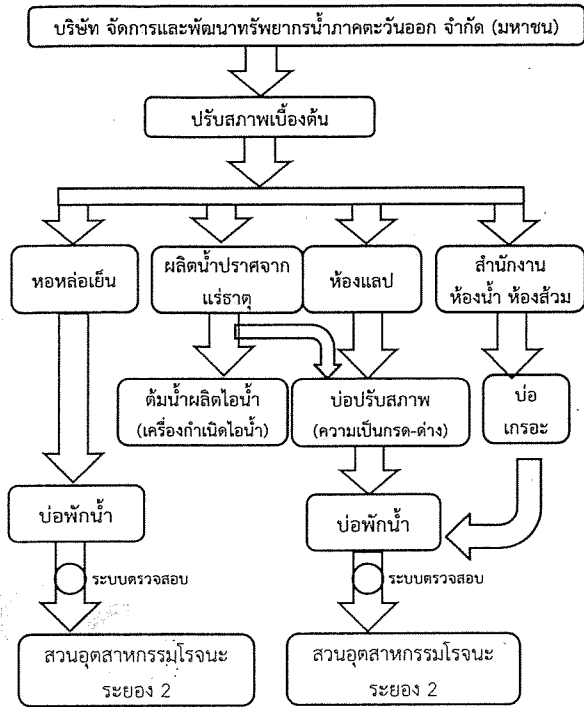 บริษัท จัดการและพัฒนาทรัพยากรน้ำภาคตะวันออก จำกัด (มหาชน)
ปรับสภาพเบื้องต้น
หอหล่อเย็น
ผลิตน้ำปราศจาก
แร่ธาตุ
ห้องแลป
สำนักงาน
ห้องน้ำ ห้องส้วม
ต้มน้ำผลิตไอน้ำ
(เครื่องกำเนิดไอน้ำ)
บ่อปรับสภาพ
(ความเป็นกรด-ด่าง)
บ่อ
เกรอะ
บ่อพักน้ำ
บ่อพักน้ำ
ระบบตรวจสอบ
ระบบตรวจสอบ
สวนอุตสาหกรรมโรจนะ
ระยอง 2
สวนอุตสาหกรรมโรจนะ
ระยอง 2